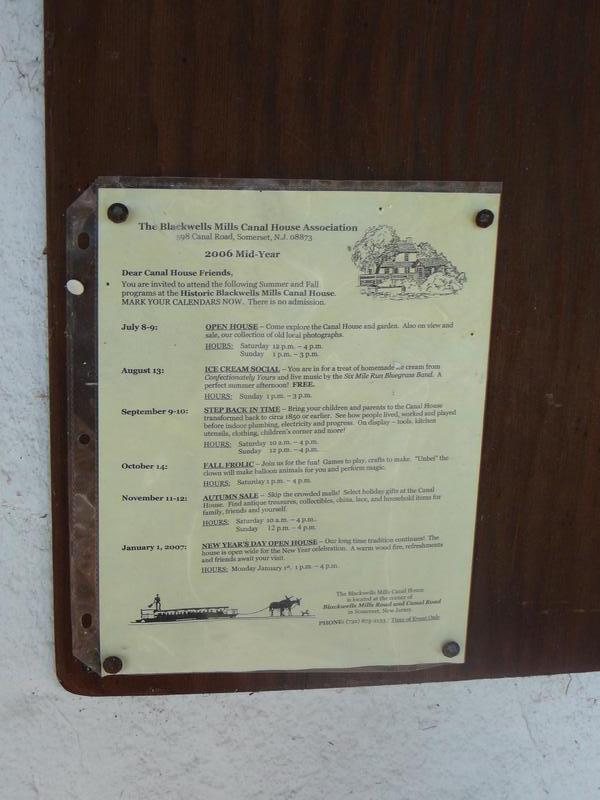 The Blackwells Mills Canal House Association
598 Canal Road, Somerset, N.J. 08873
2006 Mid-Year
Dear Canal House Friends,
You are invited to attend the following Summer and Fall
programs at the Historic Blackwells Mills Canal House.
MARK YOUR CALENDARS NOW. There is no admission.
July 8-9: OPEN HOUSE – Come explore the Canal House and garden. Also on view and
sale, our collection of old local photographs.
HOURS: Saturday 12 p.m. – 4 p.m.
Sunday 1 p.m. – 3 p.m.
August 13: ICE CREAM SOCIAL – You are in for a treat of homemade ice cream from
Confectionately Yours and live music by the Six Mile Run Bluegrass Band. A
perfect summer afternoon! FREE.
HOURS: Sunday 1 p.m. – 3 p.m.
September 9-10: STEP BACK IN TIME – Bring your children and parents to the Canal House
transformed back to circa 1850 or earlier. See how people lived, worked and played
before indoor plumbing, electricity and progress. On display – tools, kitchen
utensils, clothing, children's corner and more!
HOURS: Saturday 10 a.m. – 4 p.m.
Sunday 12 p.m. – 4 p.m.
October 14: FALL FROLIC – Join us for the fun! Games to play, crafts to make. "Unbel" the
clown will make balloon animals for you and perform magic.
HOURS: Saturday 1 p.m. – 4 p.m.
November 11-12: AUTUMN SALE – Skip the crowded malls! Select holiday gifts at the Canal
House. Find antique treasures, collectibles, china, lace, and household items for
family, friends and yourself.
HOURS: Saturday 10 a.m. – 4 p.m.
Sunday 12 p.m. – 4 p.m.
January 1, 2007: NEW YEAR'S DAY OPEN HOUSE – Our long time tradition continues! The
house is open wide for the New Year celebration. A warm wood fire, refreshments
and friends await your visit.
HOURS: Monday January 1st. 1 p.m. – 4 p.m.
The Blackwells Mills Canal House
is located at the corner of
Blackwells Mills Road and Canal Road
in Somerset, New Jersey.
PHONE: (732) 873-2133 / Time of Event Only